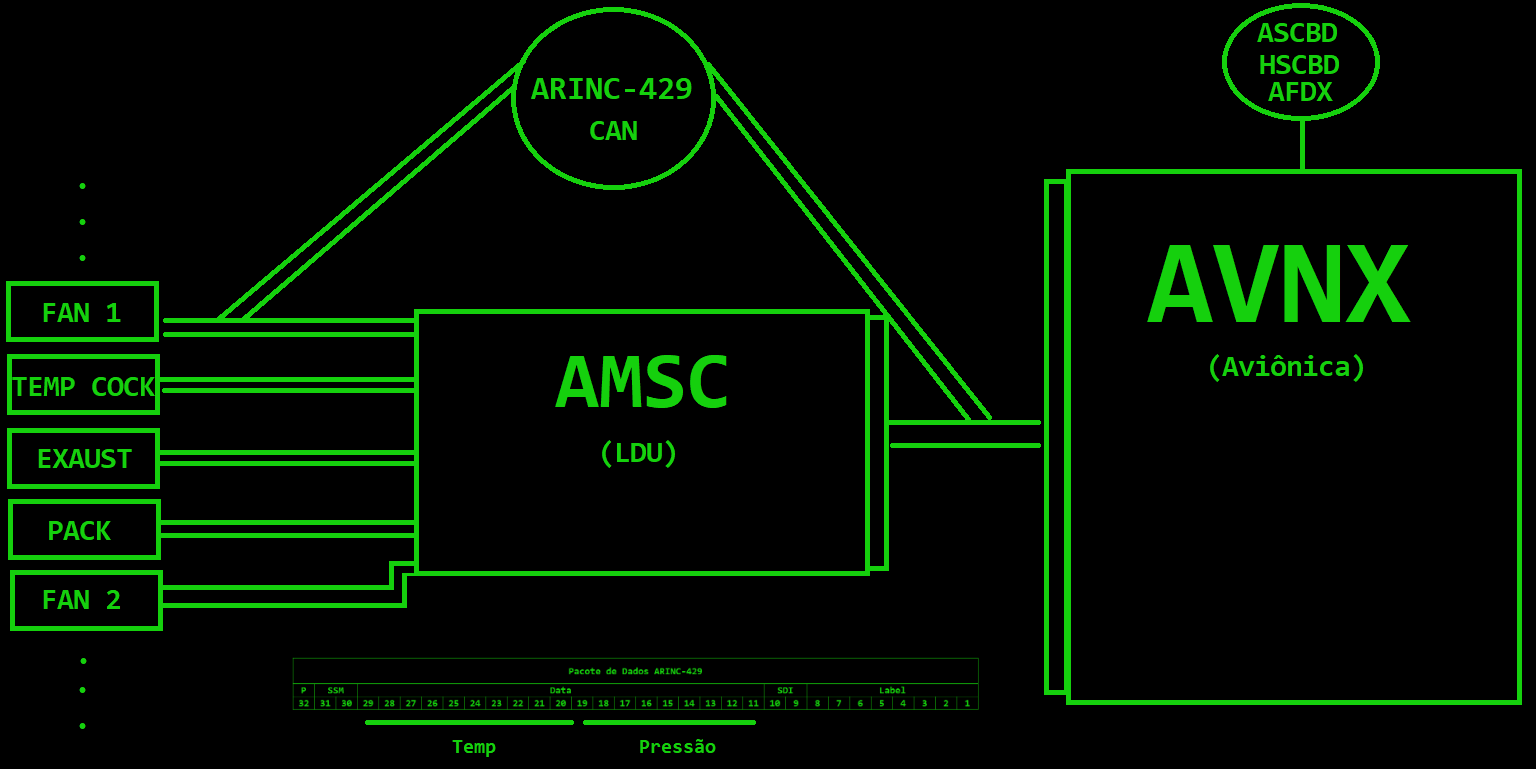 ARINC-429
CAN
ASCBD
HSCBD
AFDX
FAN 1
TEMP COCK
EXAUST
PACK
FAN 2
AMSC
(LDU)
AVNX
(Aviônica)
Pacote de Dados ARINC-429
P SSM Data SDI Label
32 31 30 29 28 27 26 25 24 23 22 21 20 19 18 17 16 15 14 13 12 11 10 9 8 7 6 5 4 3 2 1
Temp Pressão